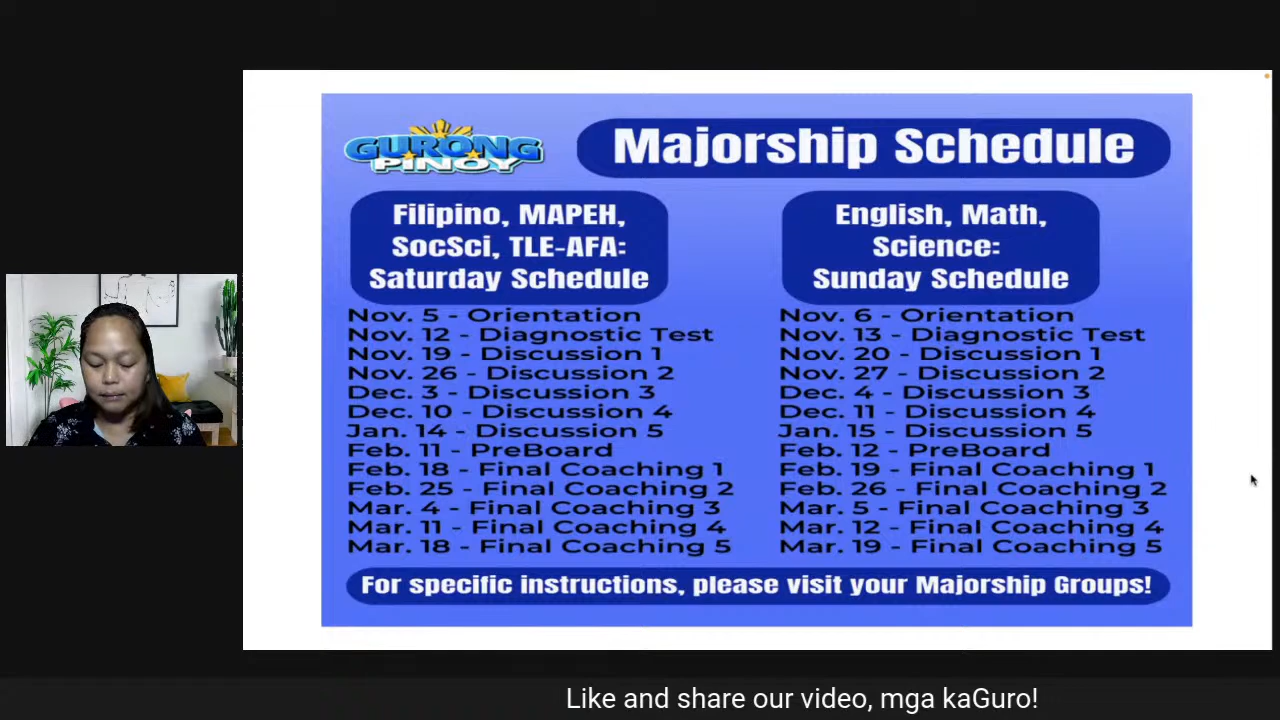 GURONG
PINOY
Majorship Schedule
Filipino, MAPEH,
SocSci, TLE-AFA:
Saturday Schedule
Nov. 5 - Orientation
Nov. 12 - Diagnostic Test
Nov. 19 - Discussion 1
Nov. 26 - Discussion 2
Dec. 3 - Discussion 3
Dec. 10 - Discussion 4
Jan. 14 - Discussion 5
Feb. 11 - PreBoard
Feb. 18 - Final Coaching 1
Feb. 25 - Final Coaching 2
Mar. 4 - Final Coaching 3
Mar. 11 - Final Coaching 4
Mar. 18 - Final Coaching 5
English, Math,
Science:
Sunday Schedule
Nov. 6 - Orientation
Nov. 13 - Diagnostic Test
Nov. 20 - Discussion 1
Nov. 27 - Discussion 2
Dec. 4 - Discussion 3
Dec. 11 - Discussion 4
Jan. 15 - Discussion 5
Feb. 12 - PreBoard
Feb. 19 - Final Coaching 1
Feb. 26 - Final Coaching 2
Mar. 5 - Final Coaching 3
Mar. 12 - Final Coaching 4
Mar. 19 - Final Coaching 5
For specific instructions, please visit your Majorship Groups!
Like and share our video, mga kaGuro!